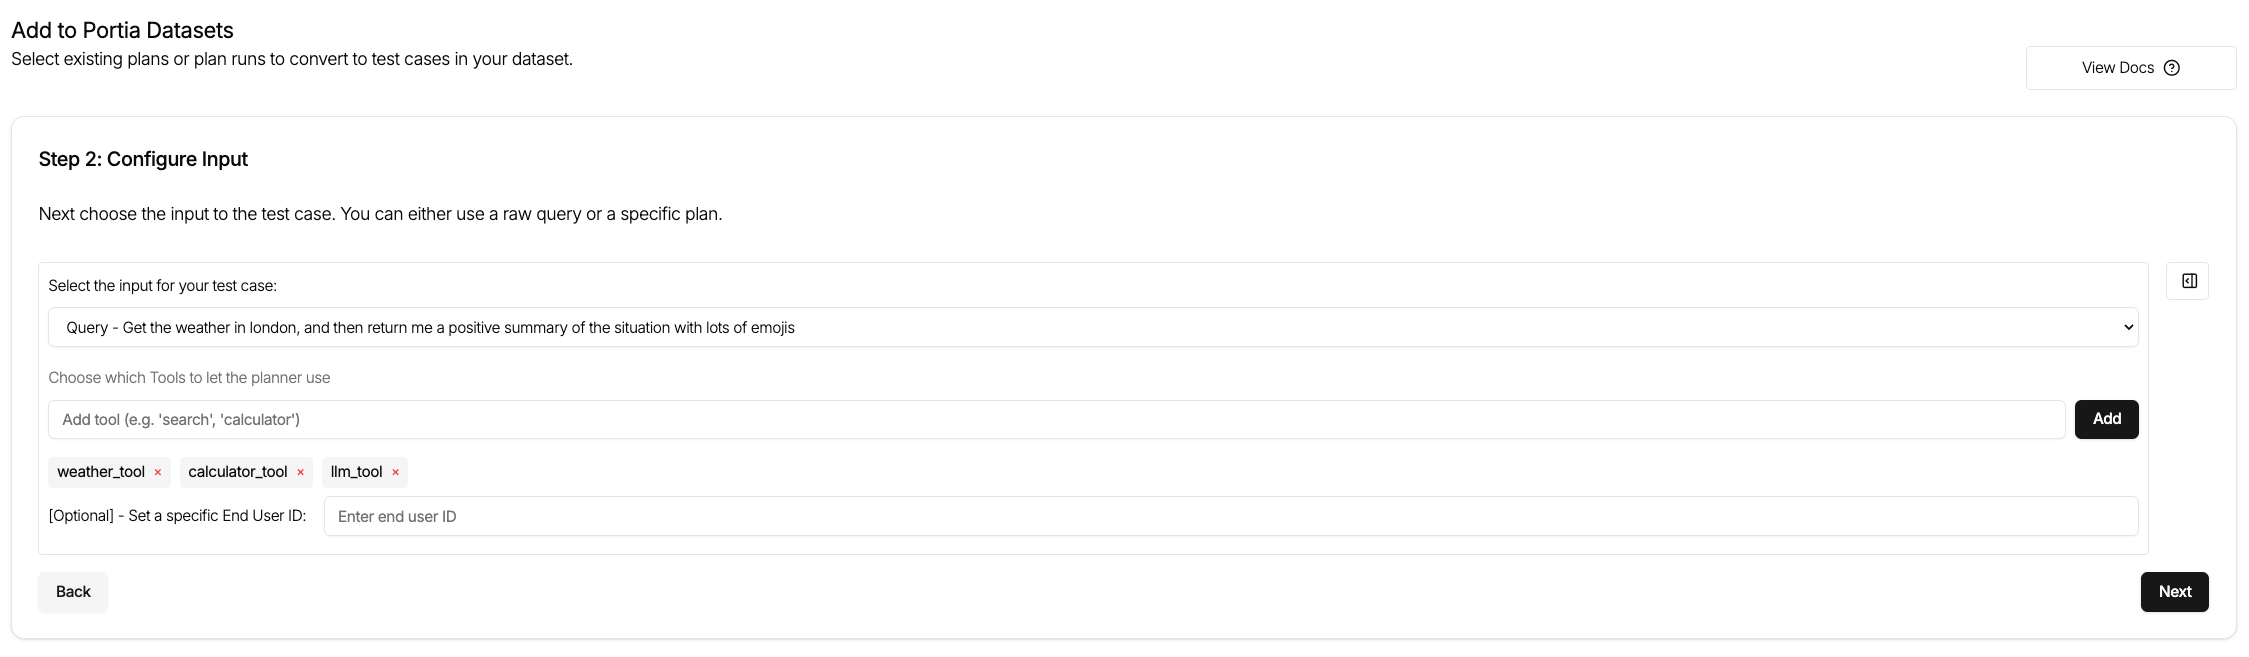 Add to Portia Datasets
Select existing plans or plan runs to convert to test cases in your dataset.
View Docs
Step 2: Configure Input
Next choose the input to the test case. You can either use a raw query or a specific plan.
Select the input for your test case:
Query - Get the weather in london, and then return me a positive summary of the situation with lots of emojis
Choose which Tools to let the planner use
Add tool (e.g. 'search', 'calculator')
Add
weather_tool × calculator_tool × llm_tool ×
[Optional] - Set a specific End User ID:
Enter end user ID
Back
Next